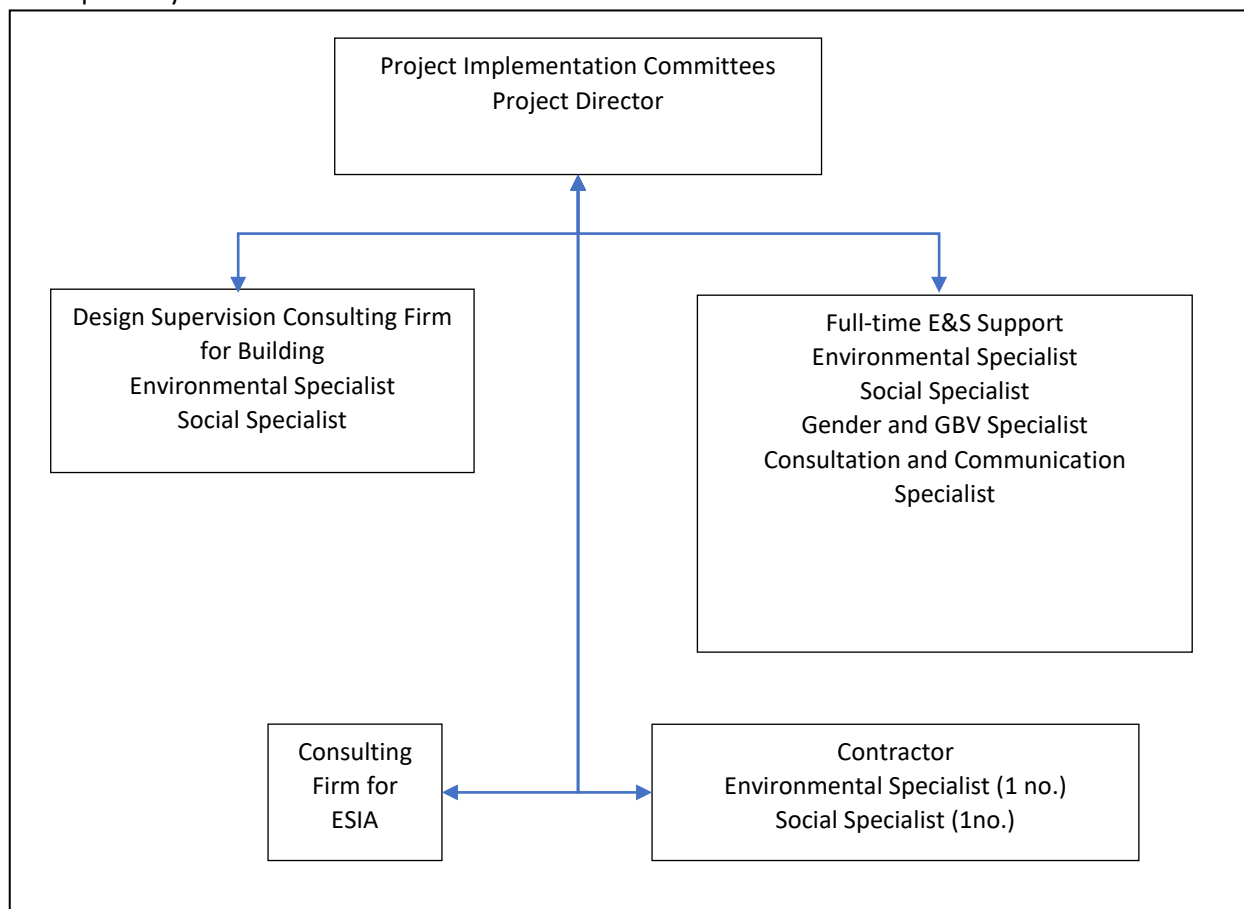 Project Implementation Committees
Project Director
Design Supervision Consulting Firm
for Building
Environmental Specialist
Social Specialist
Full-time E&S Support
Environmental Specialist
Social Specialist
Gender and GBV Specialist
Consultation and Communication
Specialist
Consulting
Firm for
ESIA
Contractor
Environmental Specialist (1 no.)
Social Specialist (1no.)